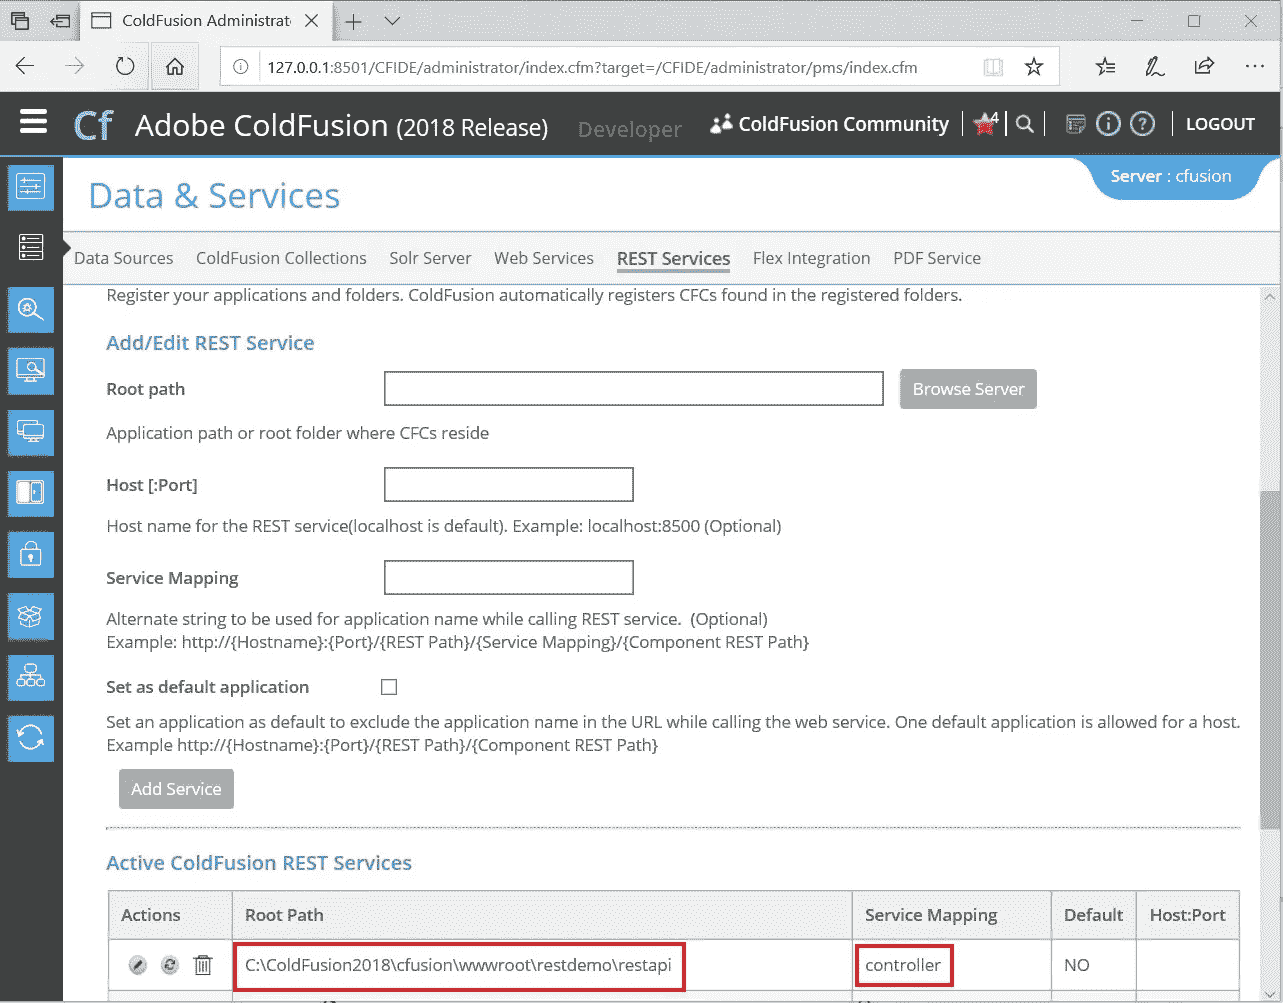 ColdFusion Administrat
127.0.0.1:8501/CFIDE/administrator/index.cfm?target=/CFIDE/administrator/pms/index.cfm
Cf Adobe ColdFusion (2018 Release) Developer ColdFusion Community 4 LOGOUT
Data & Services
Server : cfusion
Data Sources ColdFusion Collections Solr Server Web Services REST Services Flex Integration PDF Service
Register your applications and folders. ColdFusion automatically registers CFCs found in the registered folders.
Add/Edit REST Service
Root path Browse Server
Application path or root folder where CFCs reside
Host [:Port]
Host name for the REST service(localhost is default). Example: localhost:8500 (Optional)
Service Mapping
Alternate string to be used for application name while calling REST service. (Optional)
Example: http://{Hostname}:{Port}/{REST Path}/{Service Mapping}/{Component REST Path}
Set as default application
Set an application as default to exclude the application name in the URL while calling the web service. One default application is allowed for a host.
Example http://{Hostname}:{Port}/{REST Path}/{Component REST Path}
Add Service
Active ColdFusion REST Services
Actions Root Path Service Mapping Default Host:Port
C:\ColdFusion2018\cfusion\wwwroot\restdemo\restapi controller NO